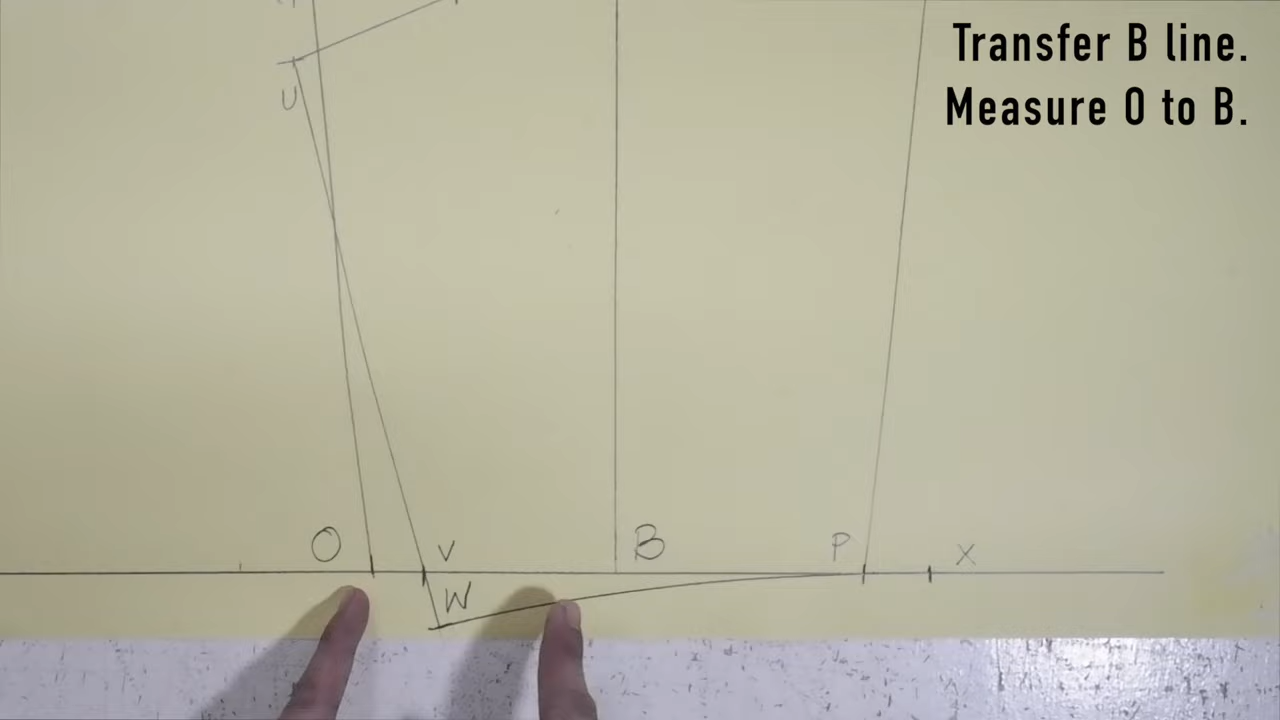 Transfer B line.
Measure O to B.
U
O
V
B
P
X
W